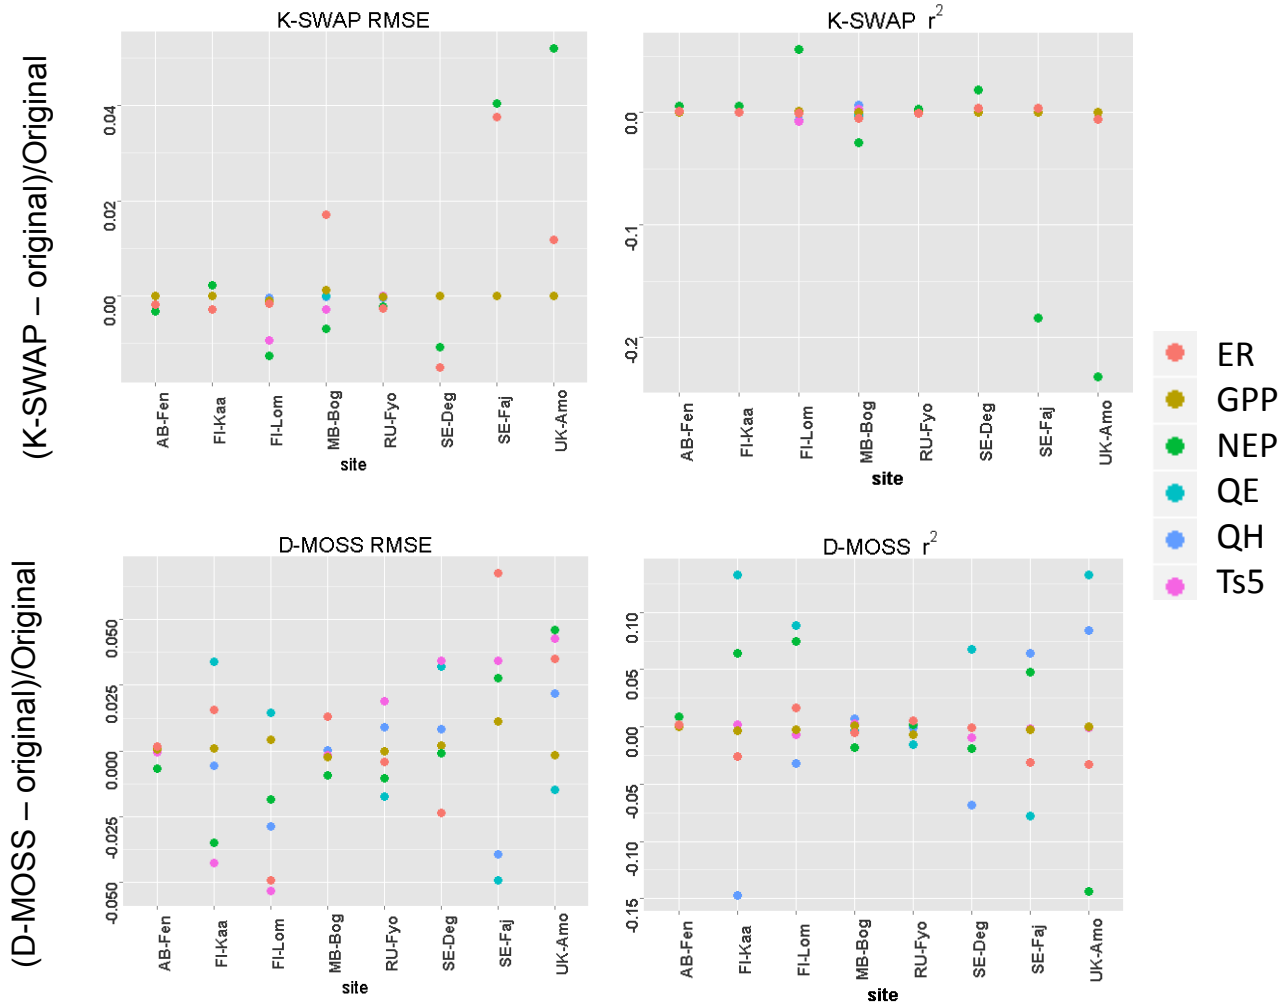 K-SWAP RMSE
K-SWAP r²
(K-SWAP – original)/Original
0.04
0.02
0.00
AB-Fen
FI-Kaa
FI-Lom
MB-Bog
RU-Fyo
SE-Deg
SE-Faj
UK-Amo
site
0.0
-0.1
-0.2
AB-Fen
FI-Kaa
FI-Lom
MB-Bog
RU-Fyo
SE-Deg
SE-Faj
UK-Amo
site
ER
GPP
NEP
QE
QH
Ts5
D-MOSS RMSE
D-MOSS r²
(D-MOSS – original)/Original
0.050
0.025
0.000
-0.025
-0.050
AB-Fen
FI-Kaa
FI-Lom
MB-Bog
RU-Fyo
SE-Deg
SE-Faj
UK-Amo
site
0.10
0.05
0.00
-0.05
-0.10
-0.15
AB-Fen
FI-Kaa
FI-Lom
MB-Bog
RU-Fyo
SE-Deg
SE-Faj
UK-Amo
site